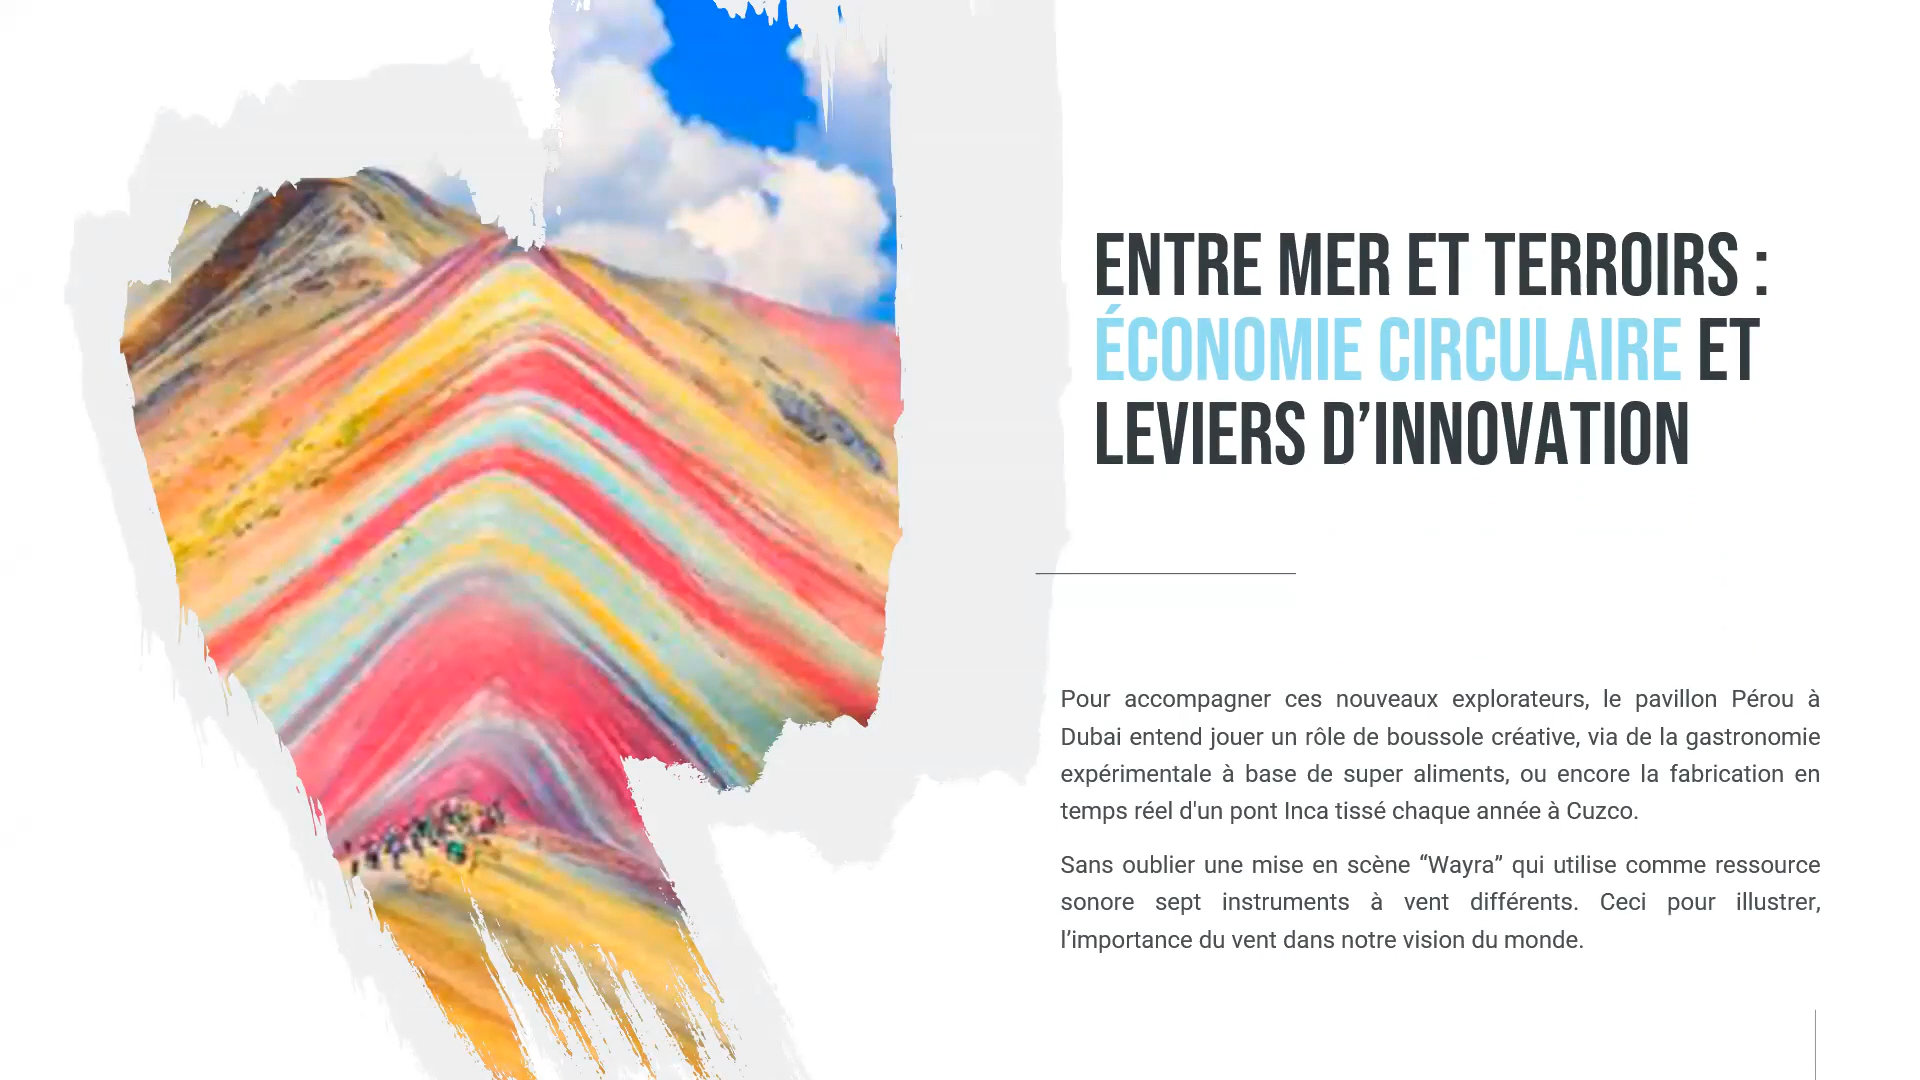 ENTRE MER ET TERROIRS :
ÉCONOMIE CIRCULAIRE ET
LEVIERS D’INNOVATION
Pour accompagner ces nouveaux explorateurs, le pavillon Pérou à
Dubai entend jouer un rôle de boussole créative, via de la gastronomie
expérimentale à base de super aliments, ou encore la fabrication en
temps réel d'un pont Inca tissé chaque année à Cuzco.
Sans oublier une mise en scène “Wayra” qui utilise comme ressource
sonore sept instruments à vent différents. Ceci pour illustrer,
l’importance du vent dans notre vision du monde.